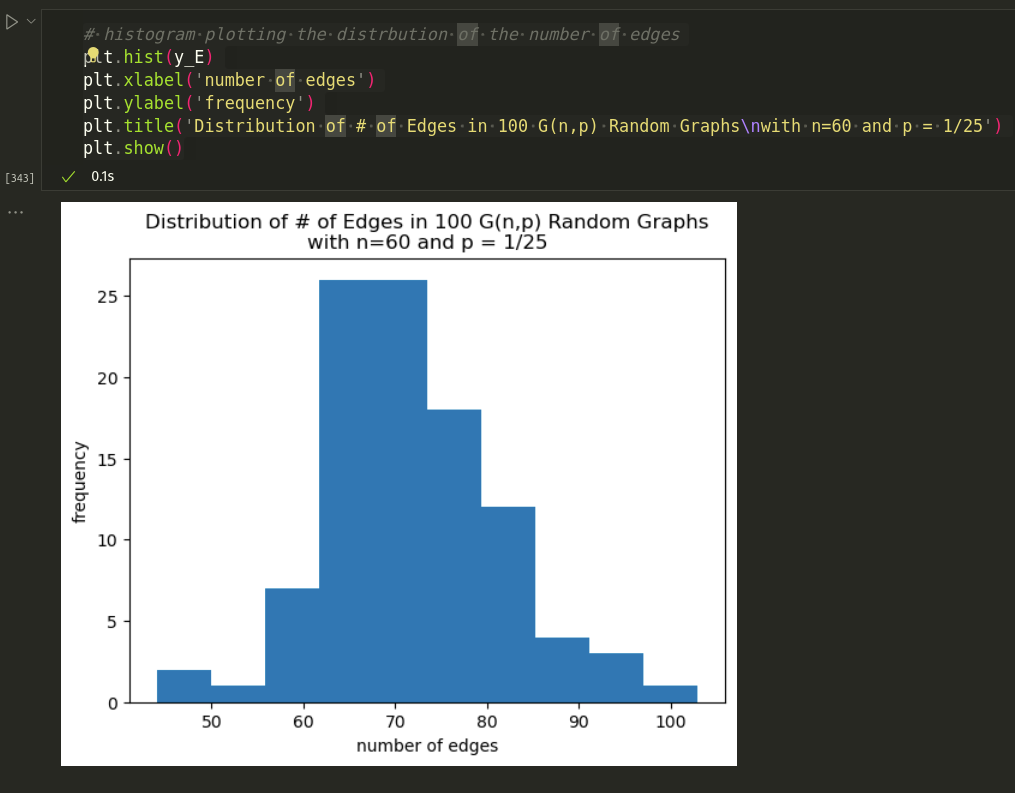 # histogram plotting the distrbution of the number of edges
plt.hist(y_E)
plt.xlabel('number of edges')
plt.ylabel('frequency')
plt.title('Distribution of # of Edges in 100 G(n,p) Random Graphs\nwith n=60 and p = 1/25')
plt.show()
[343]
0.1s
...
Distribution of # of Edges in 100 G(n,p) Random Graphs
with n=60 and p = 1/25
frequency
25
20
15
10
5
0
50 60 70 80 90 100
number of edges